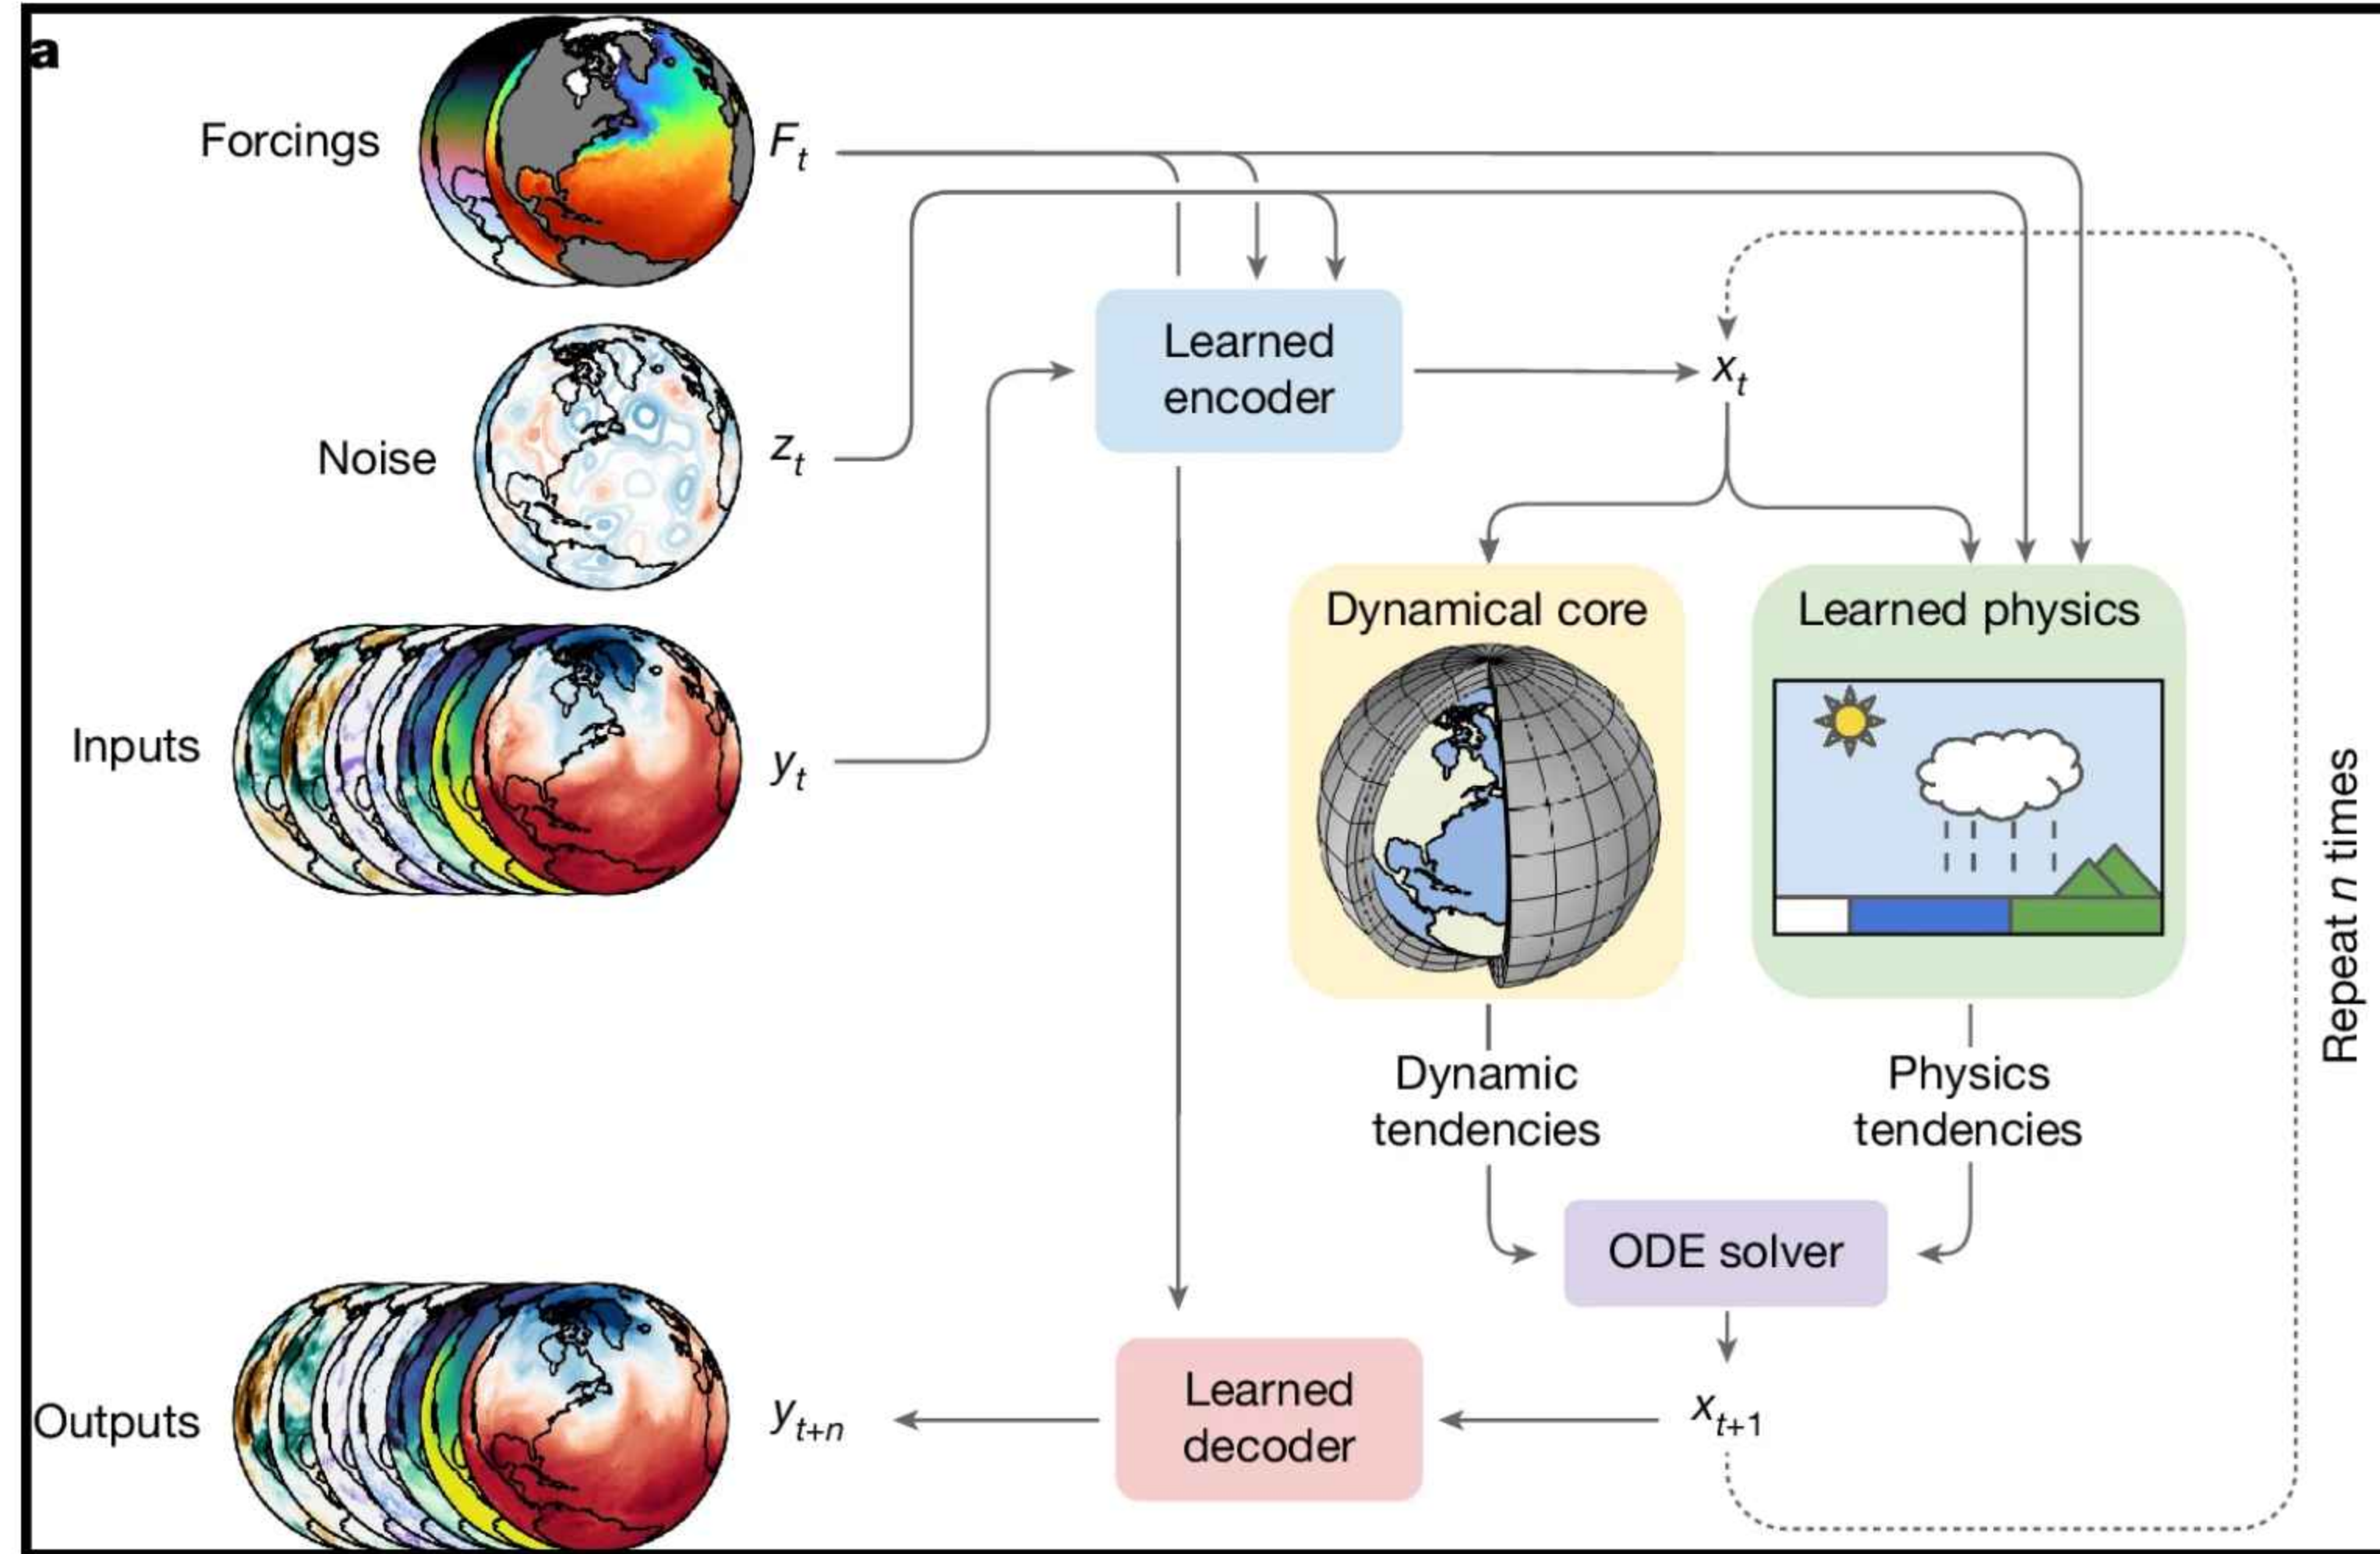 a
Forcings
F_t
Noise
z_t
Inputs
y_t
Learned
encoder
x_t
Dynamical core
Learned physics
Dynamic
tendencies
Physics
tendencies
Repeat n times
ODE solver
Outputs
y_{t+n}
Learned
decoder
x_{t+1}